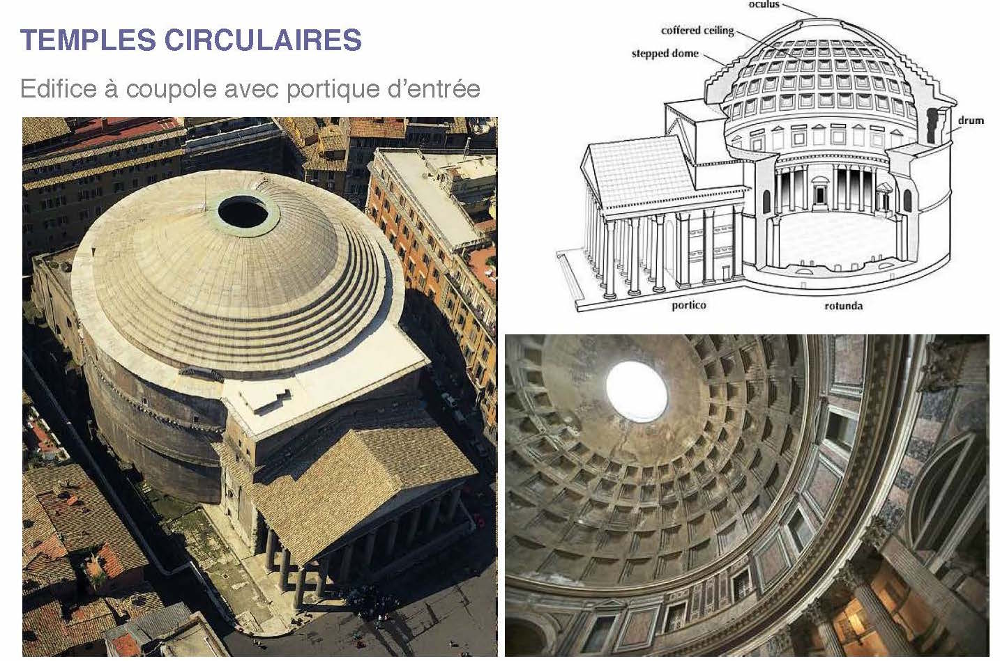 TEMPLES CIRCULAIRES
Edifice à coupole avec portique d'entrée
oculus
coffered ceiling
stepped dome
drum
portico
rotunda